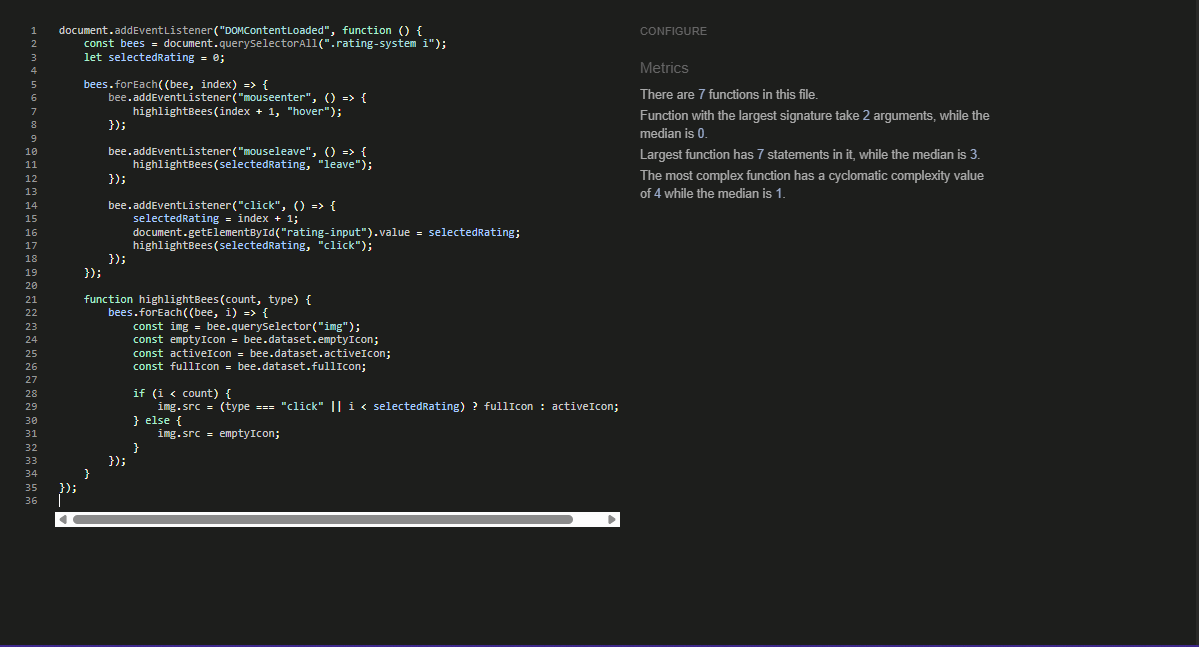 1 document.addEventListener("DOMContentLoaded", function () {
2     const bees = document.querySelectorAll(".rating-system i");
3     let selectedRating = 0;
4
5     bees.forEach((bee, index) => {
6         bee.addEventListener("mouseenter", () => {
7             highlightBees(index + 1, "hover");
8         });
9
10         bee.addEventListener("mouseleave", () => {
11             highlightBees(selectedRating, "leave");
12         });
13
14         bee.addEventListener("click", () => {
15             selectedRating = index + 1;
16             document.getElementById("rating-input").value = selectedRating;
17             highlightBees(selectedRating, "click");
18         });
19     });
20
21     function highlightBees(count, type) {
22         bees.forEach((bee, i) => {
23             const img = bee.querySelector("img");
24             const emptyIcon = bee.dataset.emptyIcon;
25             const activeIcon = bee.dataset.activeIcon;
26             const fullIcon = bee.dataset.fullIcon;
27
28             if (i < count) {
29                 img.src = (type === "click" || i < selectedRating) ? fullIcon : activeIcon;
30             } else {
31                 img.src = emptyIcon;
32             }
33         });
34     }
35 });
36
CONFIGURE
Metrics
There are 7 functions in this file.
Function with the largest signature take 2 arguments, while the
median is 0.
Largest function has 7 statements in it, while the median is 3.
The most complex function has a cyclomatic complexity value
of 4 while the median is 1.